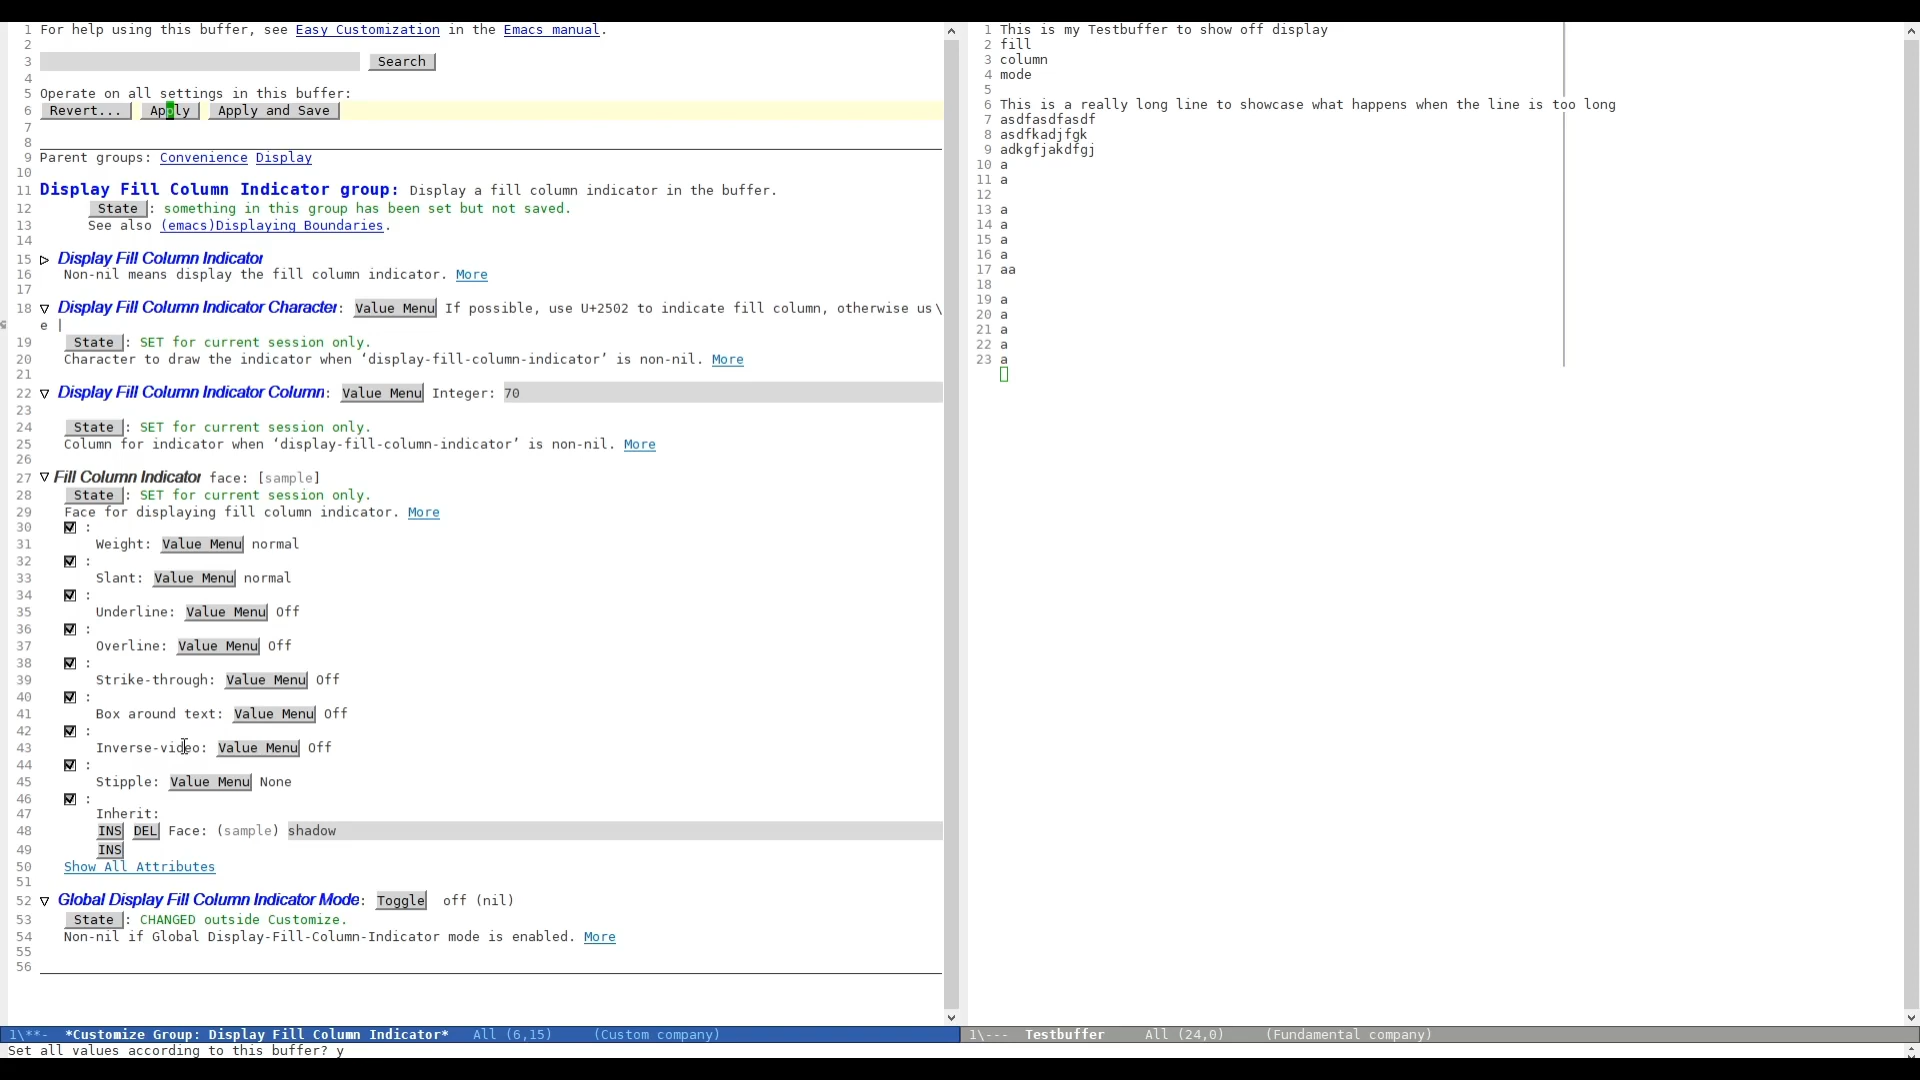 1 For help using this buffer, see Easy Customization in the Emacs manual.
2
3 Search
4
5 Operate on all settings in this buffer:
6 Revert... Apply Apply and Save
7
8
9 Parent groups: Convenience Display
10
11 Display Fill Column Indicator group: Display a fill column indicator in the buffer.
12 State : something in this group has been set but not saved.
13 See also (emacs)Displaying Boundaries.
14
15 ▷ Display Fill Column Indicator
16 Non-nil means display the fill column indicator. More
17
18 ▽ Display Fill Column Indicator Character: Value Menu If possible, use U+2502 to indicate fill column, otherwise us\
e |
19 State : SET for current session only.
20 Character to draw the indicator when ‘display-fill-column-indicator’ is non-nil. More
21
22 ▽ Display Fill Column Indicator Column: Value Menu Integer: 70
23
24 State : SET for current session only.
25 Column for indicator when ‘display-fill-column-indicator’ is non-nil. More
26
27 ▽ Fill Column Indicator face: [sample]
28 State : SET for current session only.
29 Face for displaying fill column indicator. More
30 :
31 Weight: Value Menu normal
32 :
33 Slant: Value Menu normal
34 :
35 Underline: Value Menu Off
36 :
37 Overline: Value Menu Off
38 :
39 Strike-through: Value Menu Off
40 :
41 Box around text: Value Menu Off
42 :
43 Inverse-video: Value Menu Off
44 :
45 Stipple: Value Menu None
46 :
47 Inherit:
48 INS DEL Face: (sample) shadow
49 INS
50 Show All Attributes
51
52 ▽ Global Display Fill Column Indicator Mode: Toggle off (nil)
53 State : CHANGED outside Customize.
54 Non-nil if Global Display-Fill-Column-Indicator mode is enabled. More
55
56
1\**- *Customize Group: Display Fill Column Indicator* All (6,15) (Custom company)
Set all values according to this buffer? y
1 This is my Testbuffer to show off display
2 fill
3 column
4 mode
5
6 This is a really long line to showcase what happens when the line is too long
7 asdfasdfasdf
8 asdfkadjfgk
9 adkgfjakdfgj
10 a
11 a
12
13 a
14 a
15 a
16 a
17 aa
18
19 a
20 a
21 a
22 a
23 a
1\--- Testbuffer All (24,0) (Fundamental company)